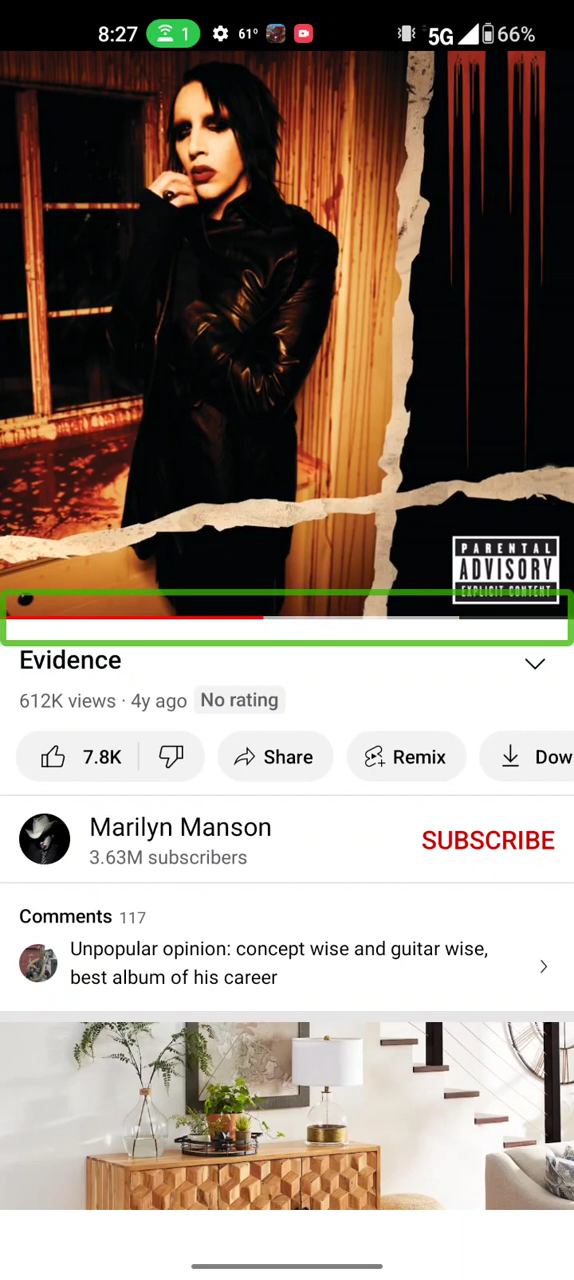 8:27 1 61° 5G 66%
PARENTAL
ADVISORY
EXPLICIT CONTENT
Evidence
612K views · 4y ago No rating
7.8K Share Remix Dow
Marilyn Manson
3.63M subscribers
SUBSCRIBE
Comments 117
Unpopular opinion: concept wise and guitar wise,
best album of his career